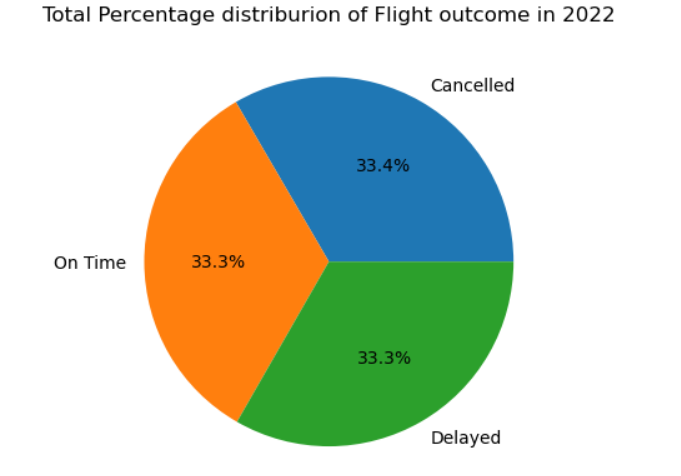 Total Percentage distriburion of Flight outcome in 2022
Cancelled
33.4%
On Time
33.3%
33.3%
Delayed